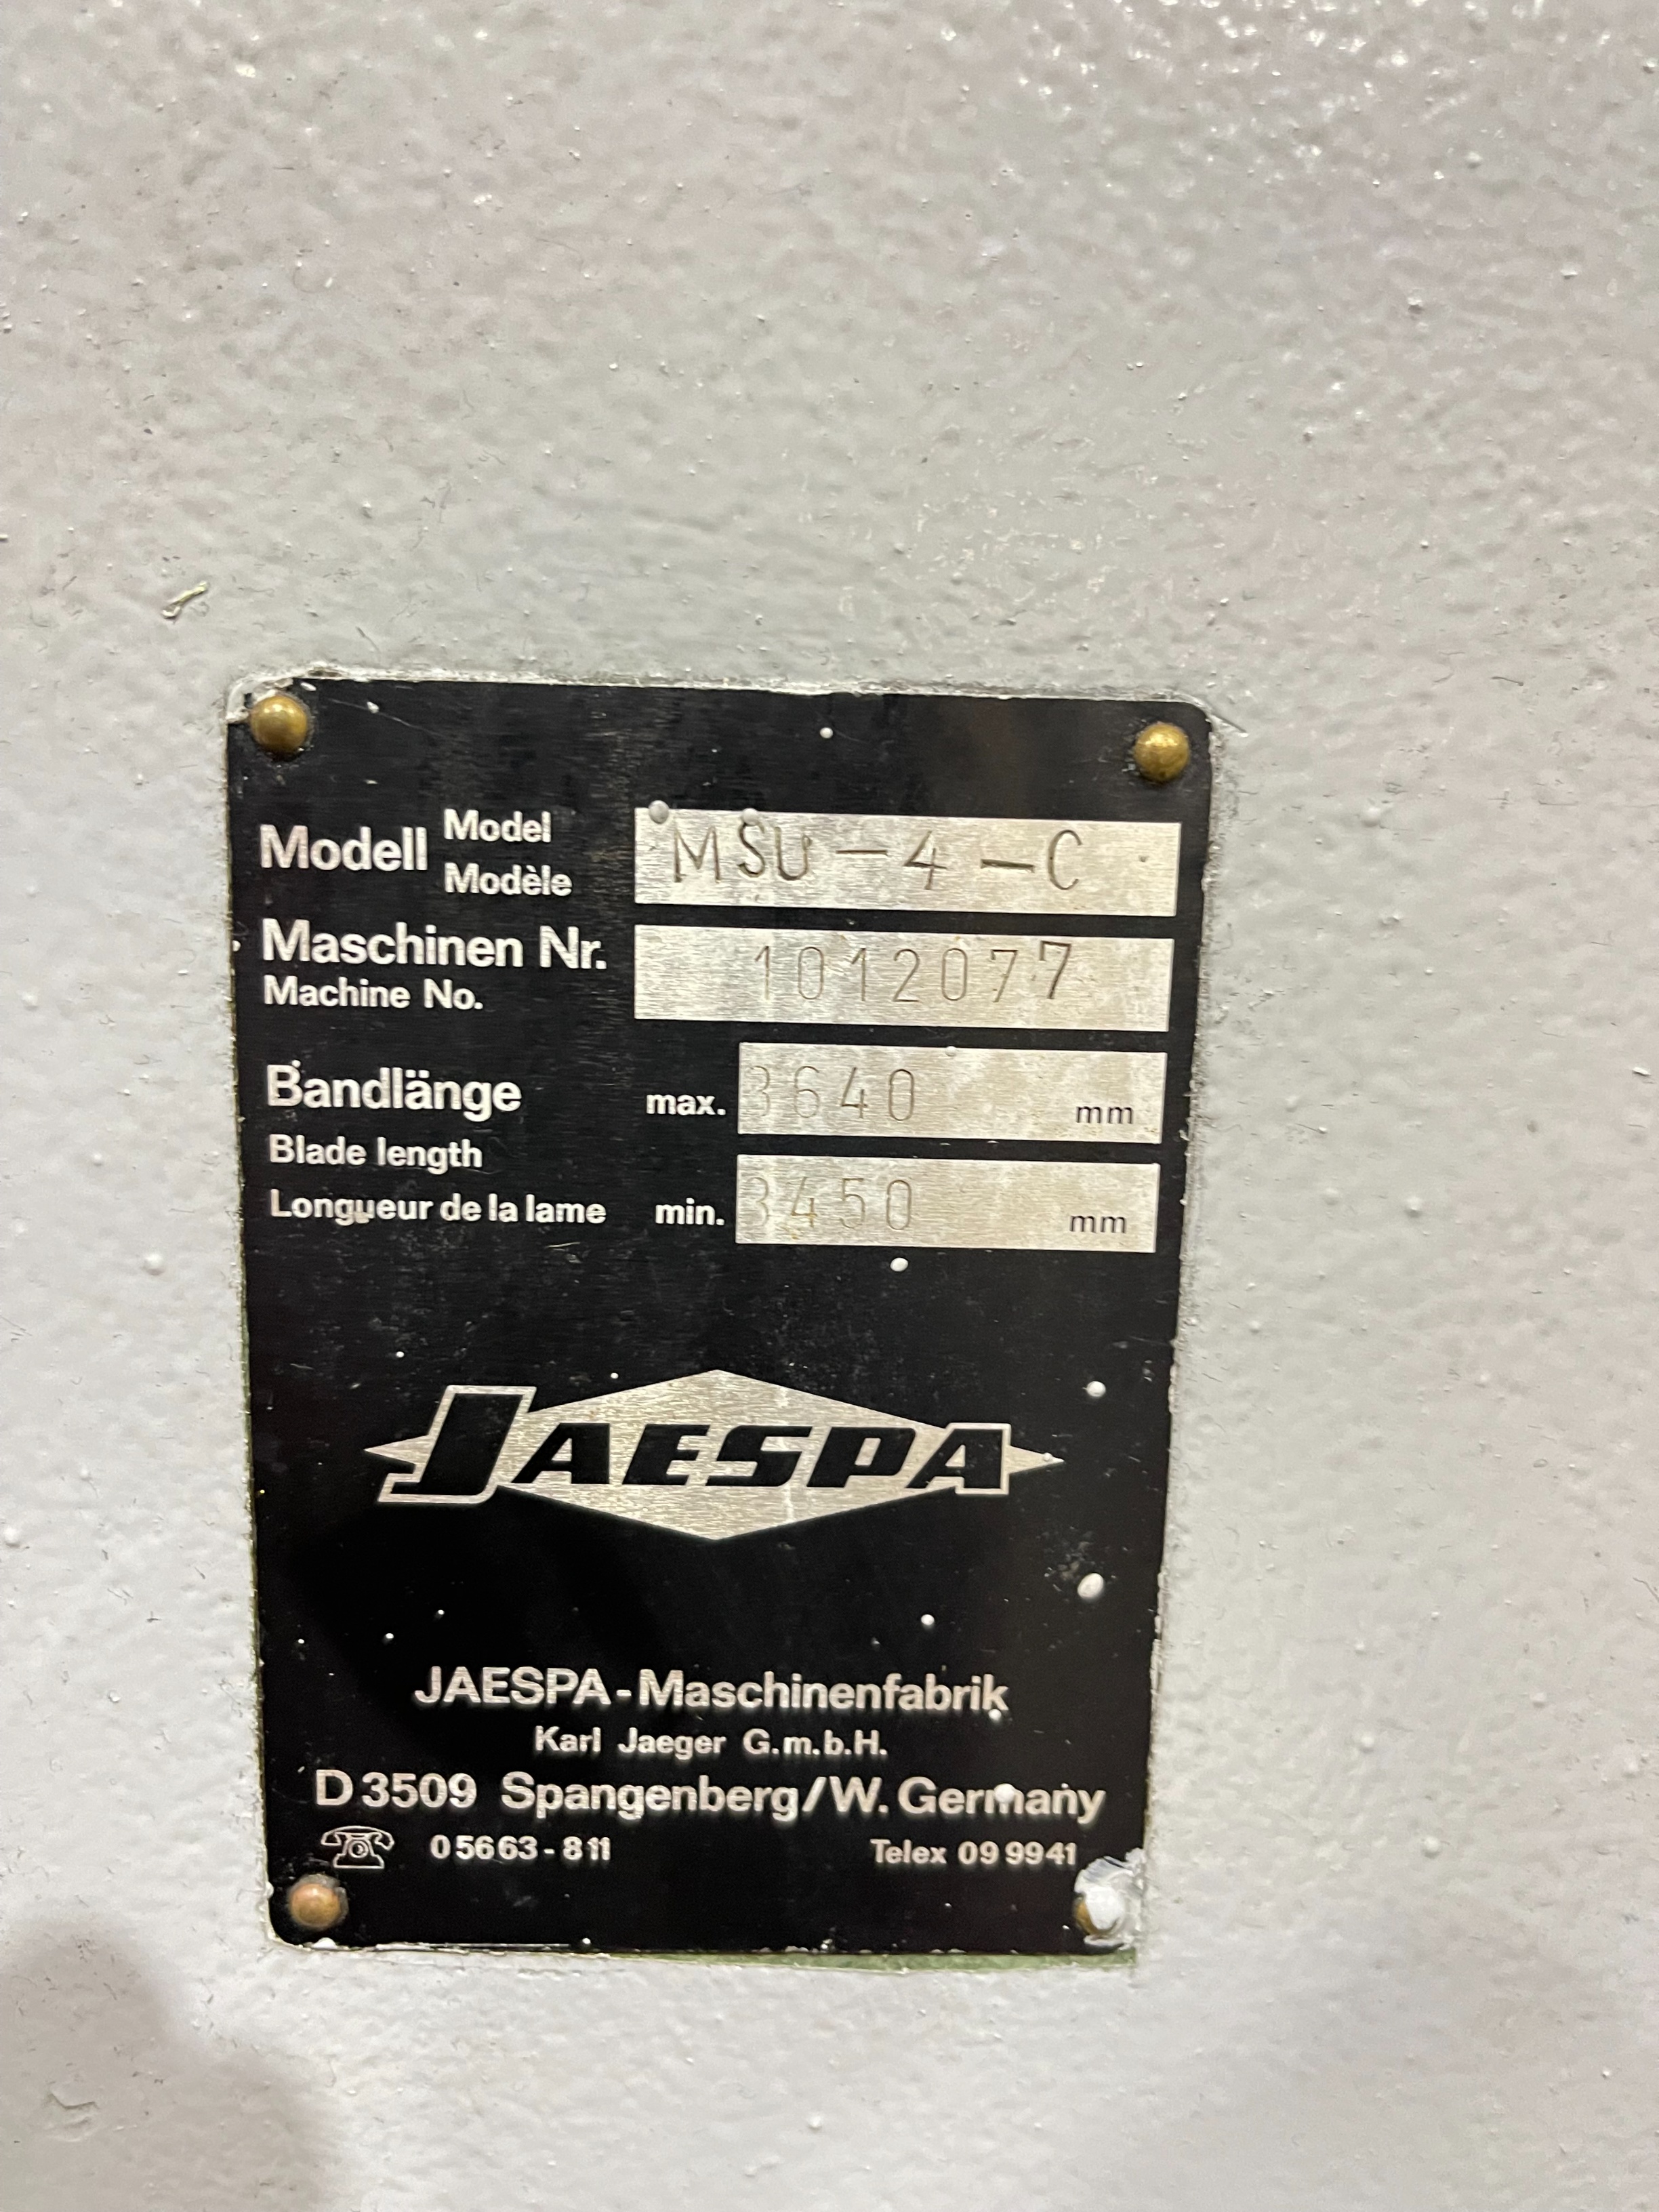 Modell Model Modèle MSU-4-C
Maschinen Nr. 1012077
Machine No.
Bandlänge max. 3640 mm
Blade length
Longueur de la lame min. 3450 mm
JAESPA
JAESPA-Maschinenfabrik
Karl Jaeger G.m.b.H.
D 3509 Spangenberg/W. Germany
05663-811 Telex 09 9941